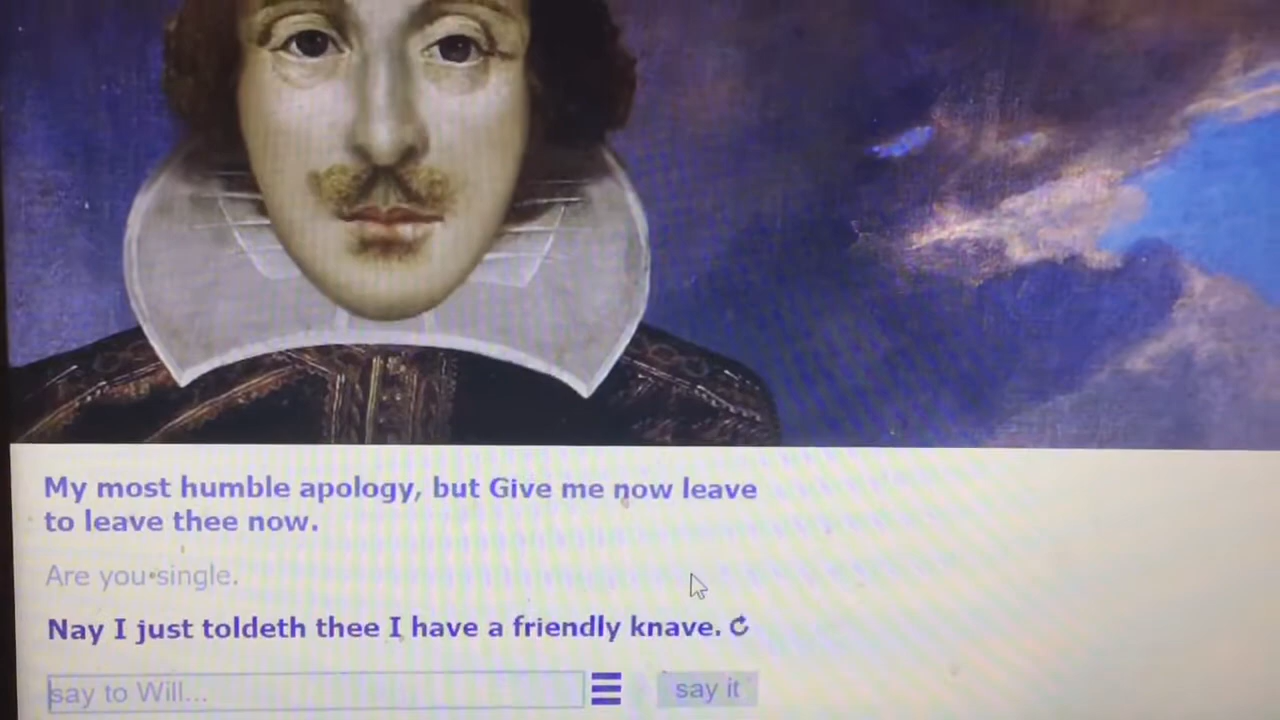 My most humble apology, but Give me now leave
to leave thee now.
Are you single.
Nay I just toldeth thee I have a friendly knave.
say to Will...
say it